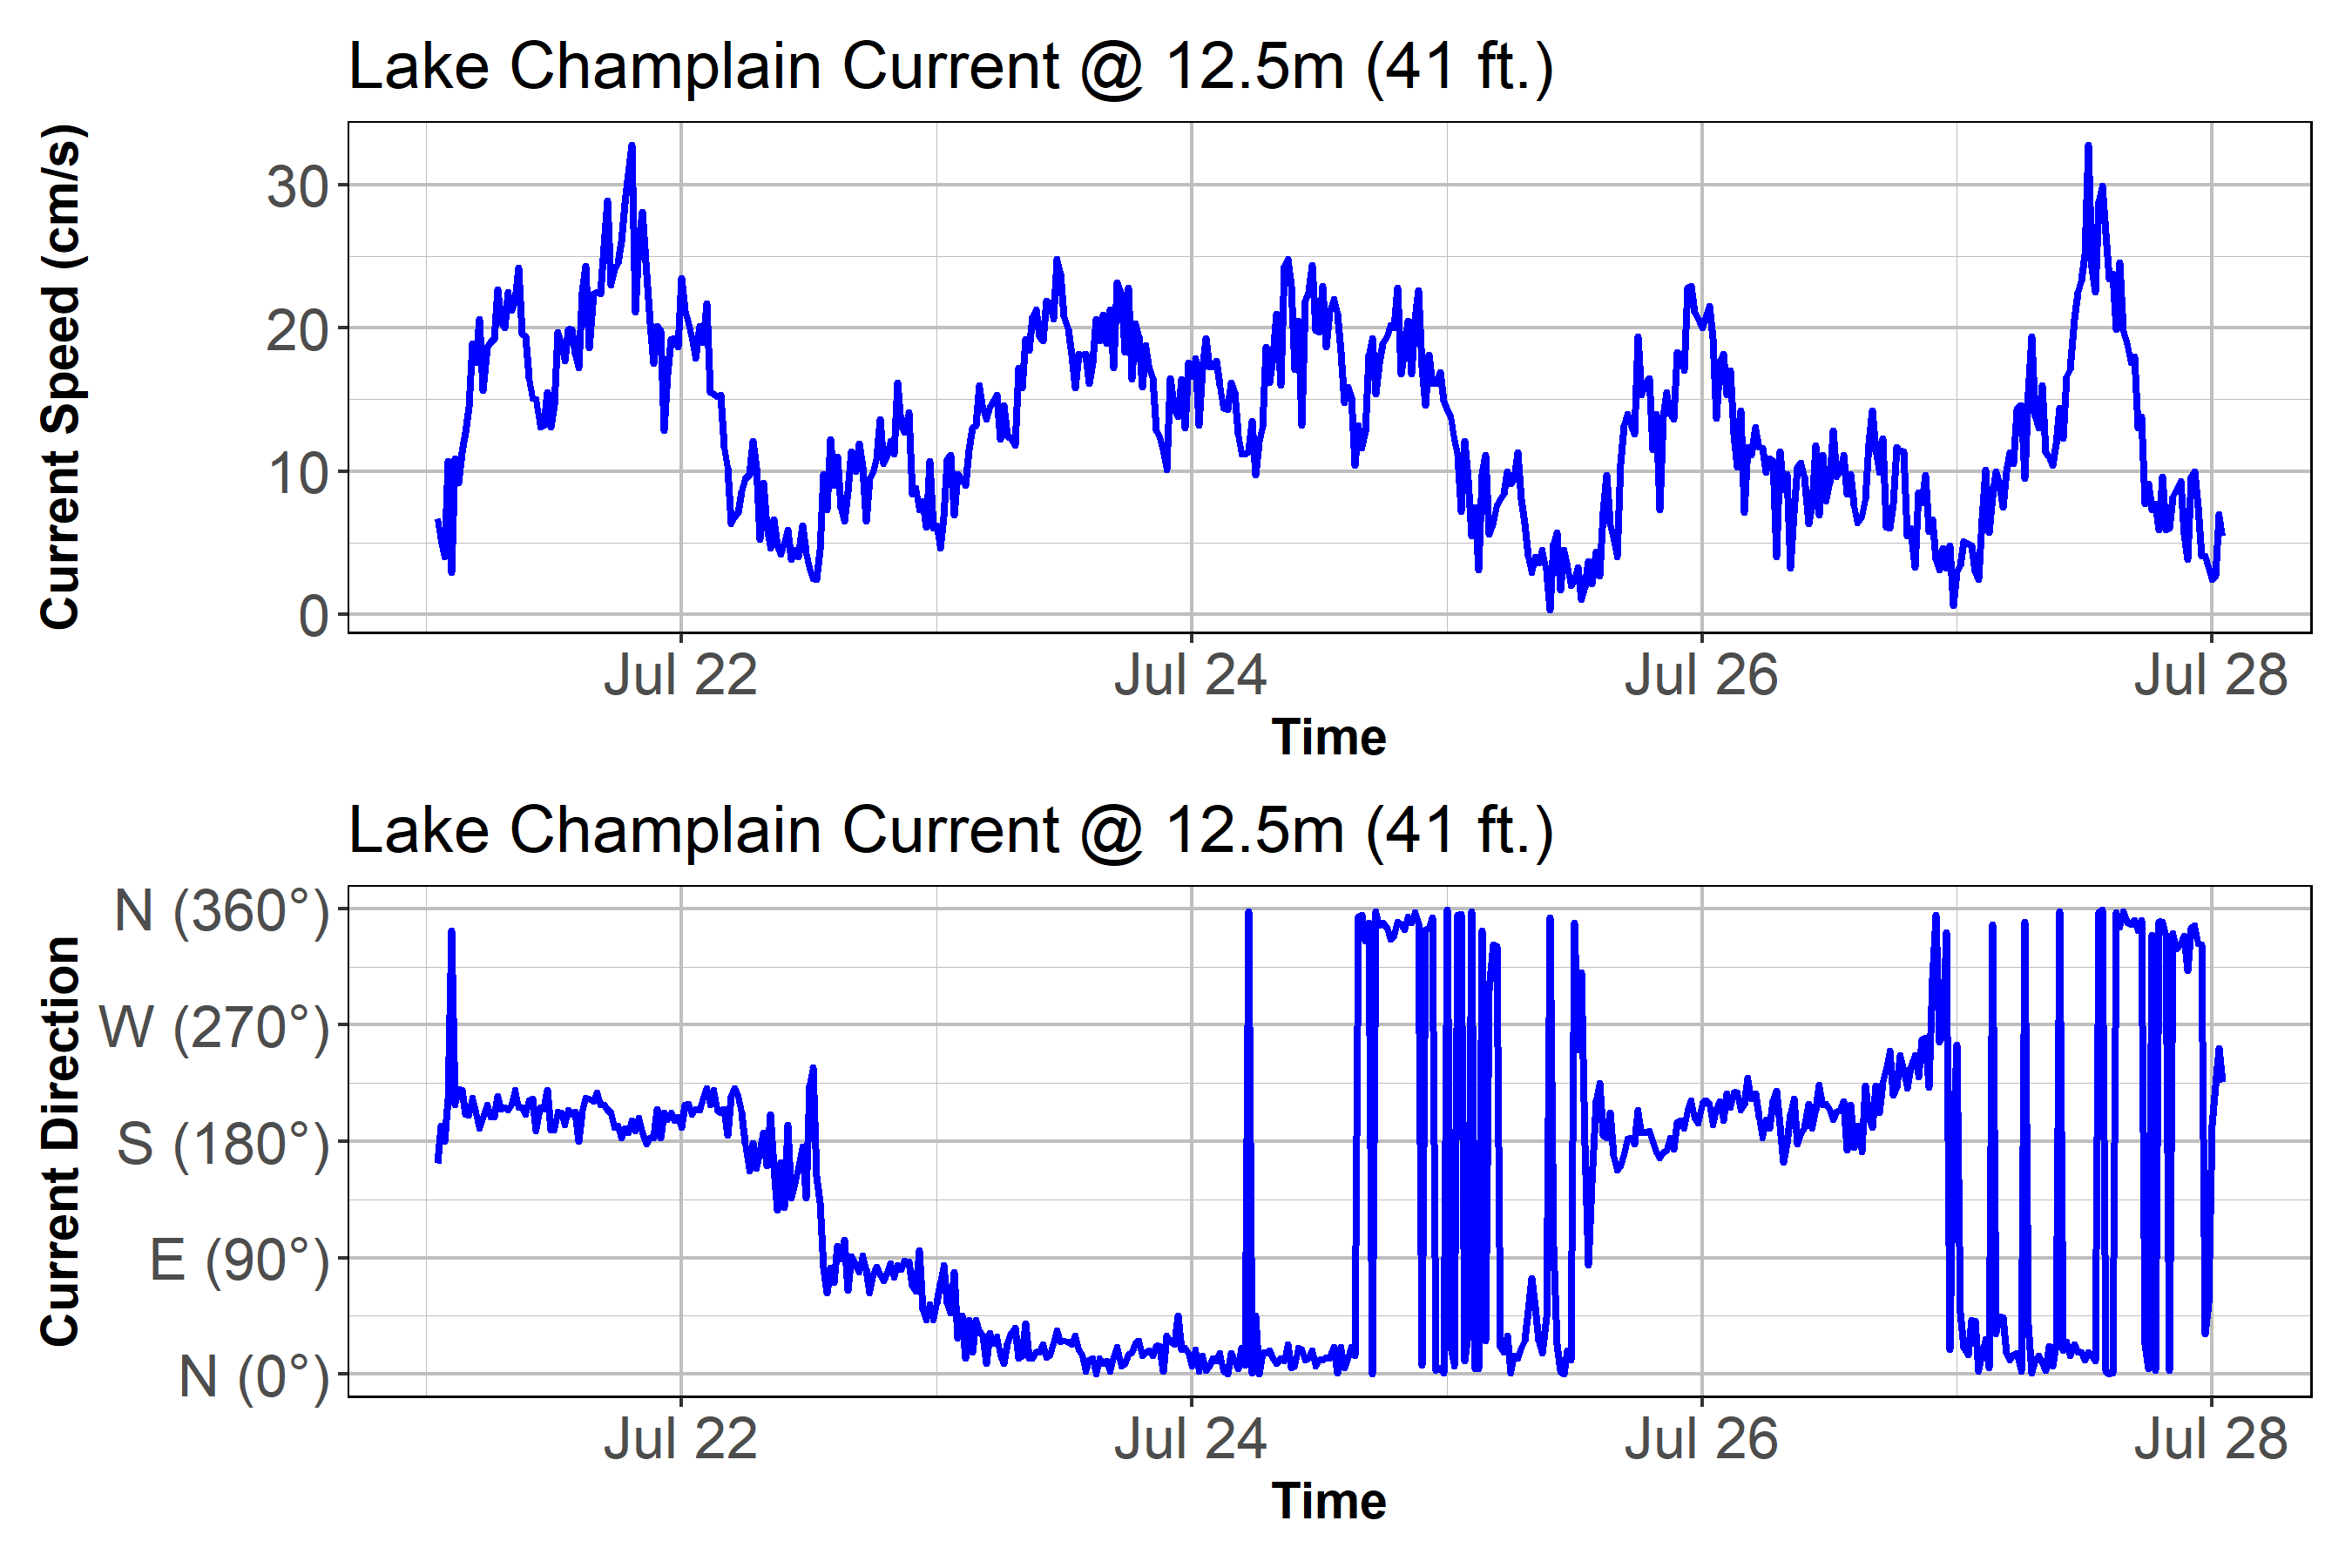 Lake Champlain Current @ 12.5m (41 ft.)
Current Speed (cm/s)
30
20
10
0
Jul 22 Jul 24 Jul 26 Jul 28
Time
Lake Champlain Current @ 12.5m (41 ft.)
Current Direction
N (360°)
W (270°)
S (180°)
E (90°)
N (0°)
Jul 22 Jul 24 Jul 26 Jul 28
Time